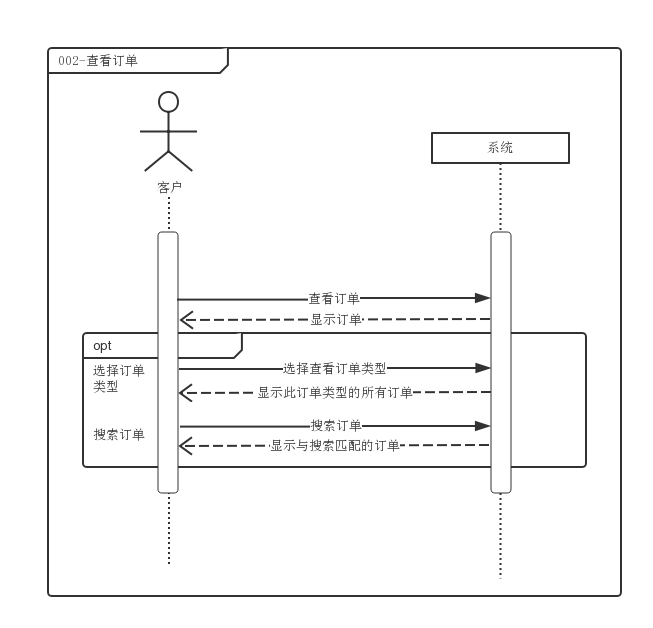 002-查看订单
系统
客户
查看订单
显示订单
opt
选择订单
类型
选择查看订单类型
显示此订单类型的所有订单
搜索订单
搜索订单
显示与搜索匹配的订单